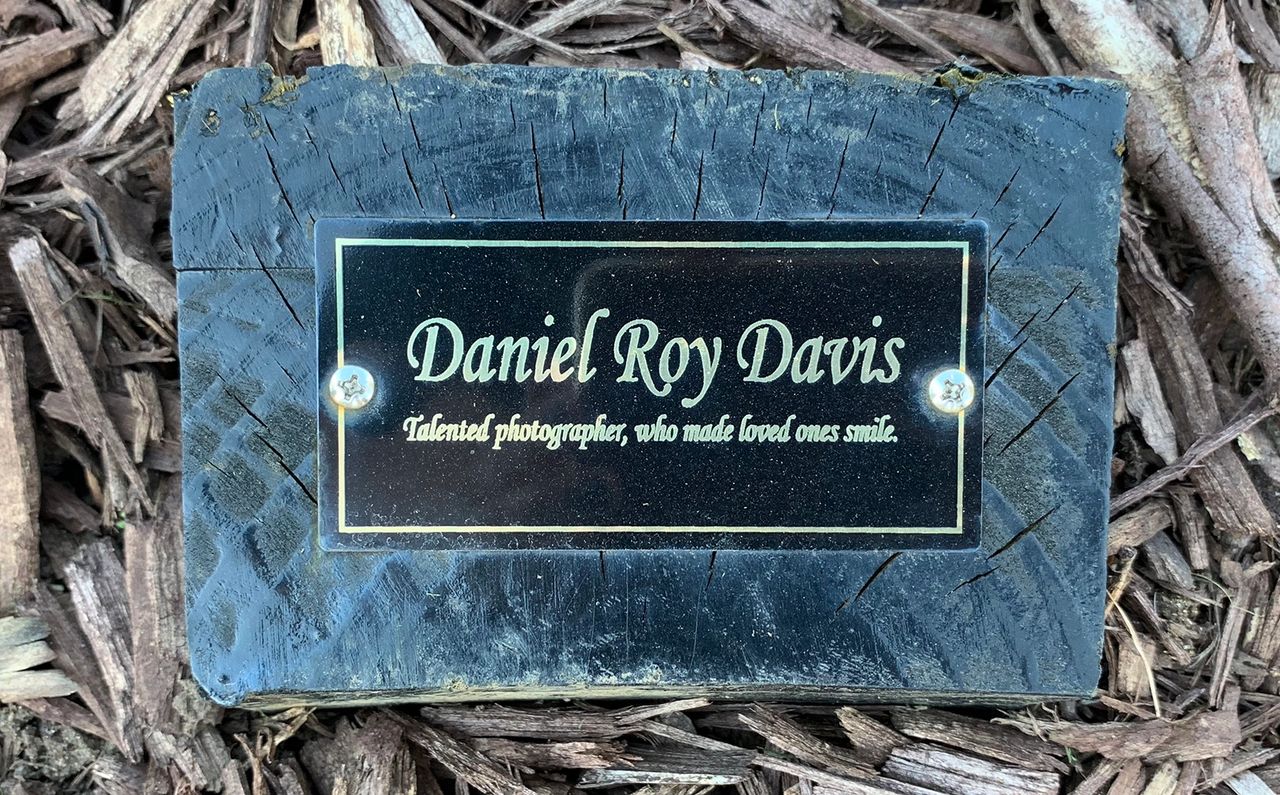 Daniel Roy Davis
Talented photographer, who made loved ones smile.